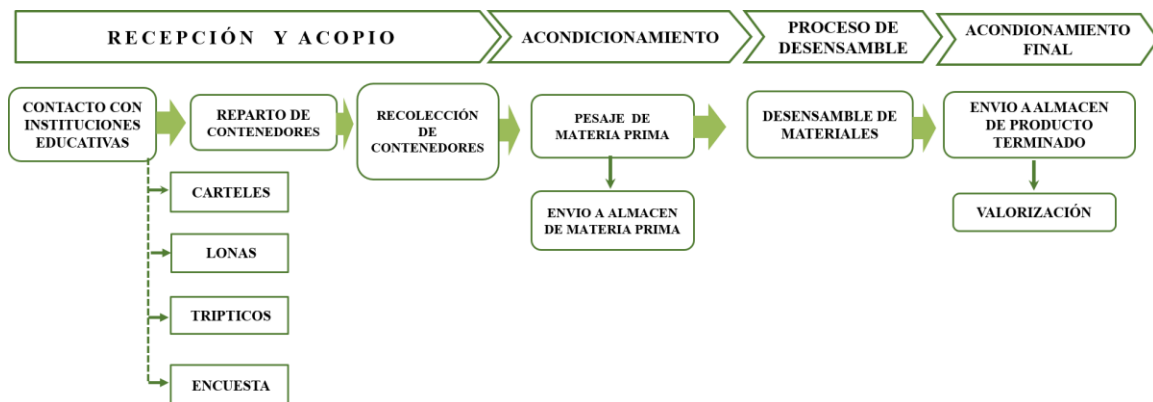 RECEPCIÓN Y ACOPIO
ACONDICIONAMIENTO
PROCESO DE
DESENSAMBLE
ACONDIONAMIENTO
FINAL
CONTACTO CON
INSTITUCIONES
EDUCATIVAS
REPARTO DE
CONTENEDORES
RECOLECCIÓN
DE
CONTENEDORES
PESAJE DE
MATERIA PRIMA
DESENSAMBLE DE
MATERIALES
ENVIO A ALMACEN
DE PRODUCTO
TERMINADO
CARTELES
LONAS
TRIPTICOS
ENCUESTA
ENVIO A ALMACEN
DE MATERIA PRIMA
VALORIZACIÓN